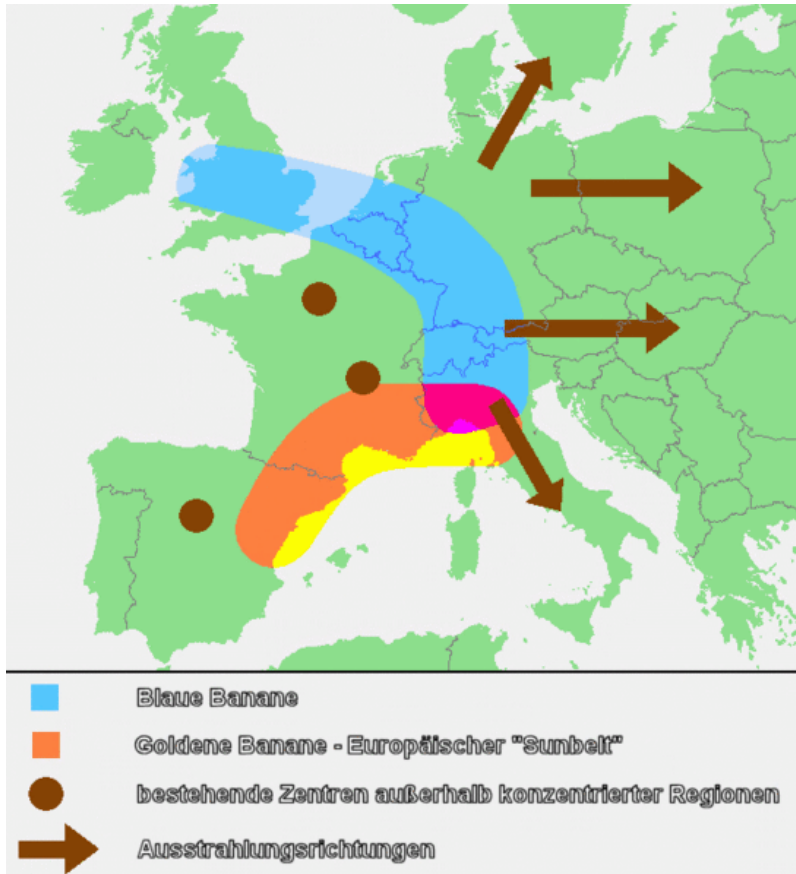 Blaue Banane
Goldene Banane - Europäischer "Sunbelt"
bestehende Zentren außerhalb konzentrierter Regionen
Ausstrahlungsrichtungen